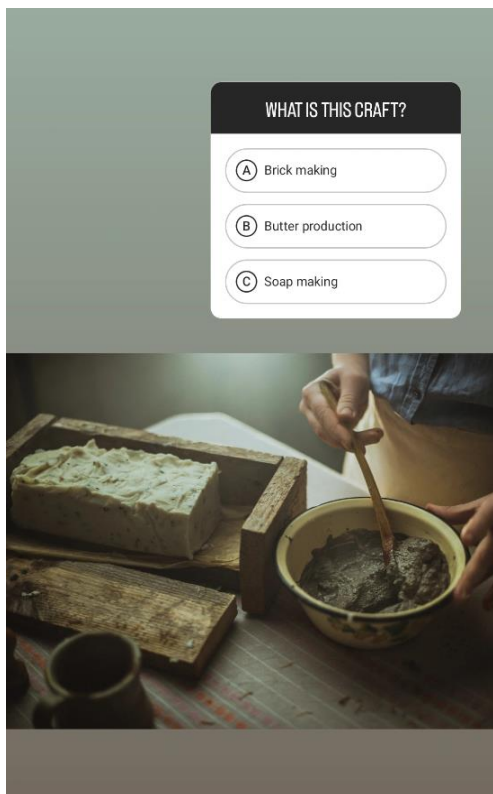 WHAT IS THIS CRAFT?
A Brick making
B Butter production
C Soap making